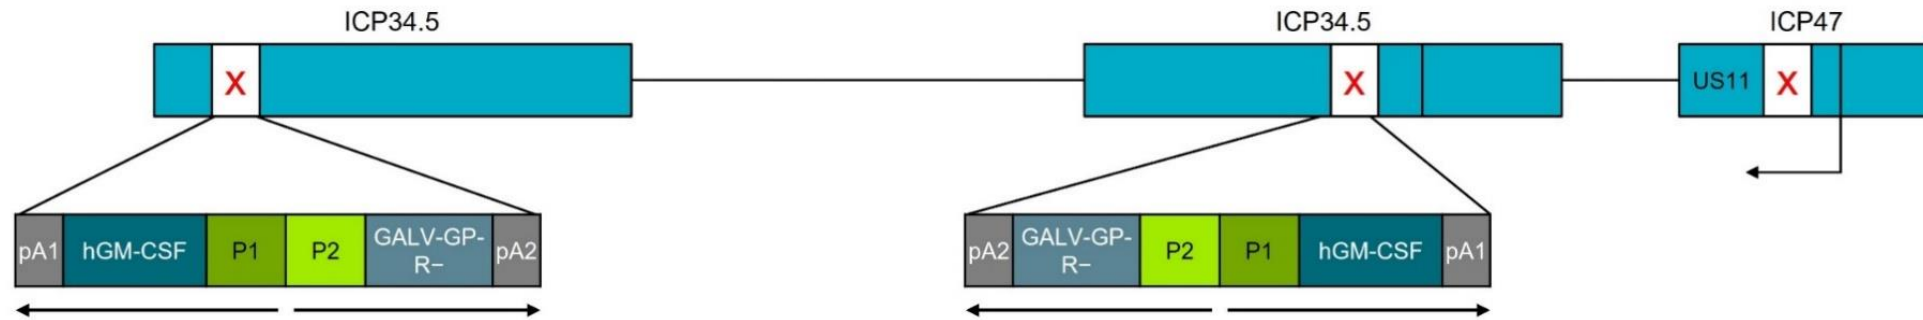 ICP34.5
ICP34.5
ICP47
X
X
US11
X
pA1
hGM-CSF
P1
P2
GALV-GP-
R−
pA2
pA2
GALV-GP-
R−
P2
P1
hGM-CSF
pA1